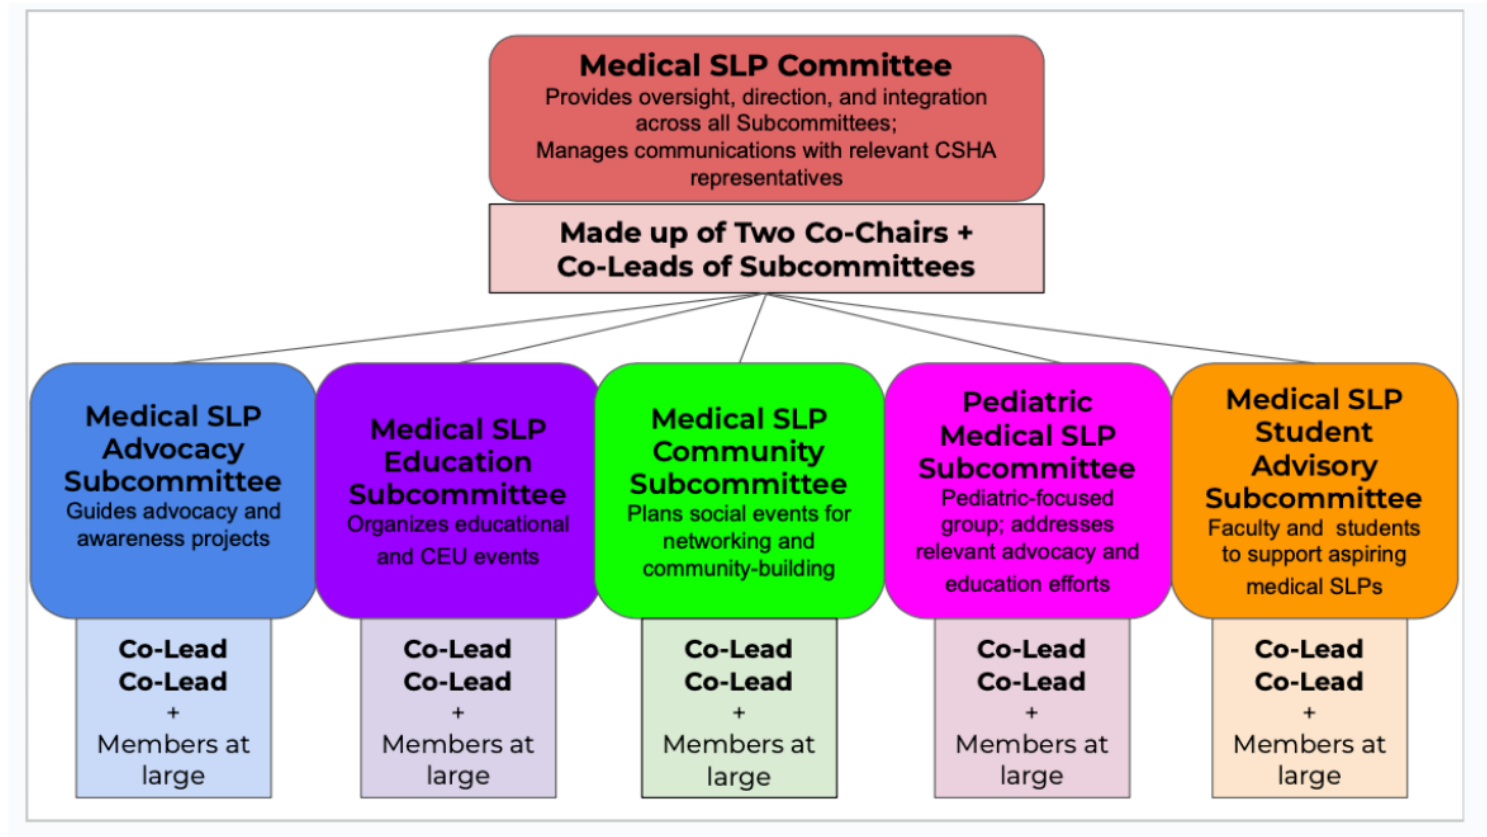 Medical SLP Committee
Provides oversight, direction, and integration
across all Subcommittees;
Manages communications with relevant CSHA
representatives
Made up of Two Co-Chairs +
Co-Leads of Subcommittees
Medical SLP
Advocacy
Subcommittee
Guides advocacy and
awareness projects
Co-Lead
Co-Lead
+
Members at
large
Medical SLP
Education
Subcommittee
Organizes educational
and CEU events
Co-Lead
Co-Lead
+
Members at
large
Medical SLP
Community
Subcommittee
Plans social events for
networking and
community-building
Co-Lead
Co-Lead
+
Members at
large
Pediatric
Medical SLP
Subcommittee
Pediatric-focused
group; addresses
relevant advocacy and
education efforts
Co-Lead
Co-Lead
+
Members at
large
Medical SLP
Student
Advisory
Subcommittee
Faculty and students
to support aspiring
medical SLPs
Co-Lead
Co-Lead
+
Members at
large